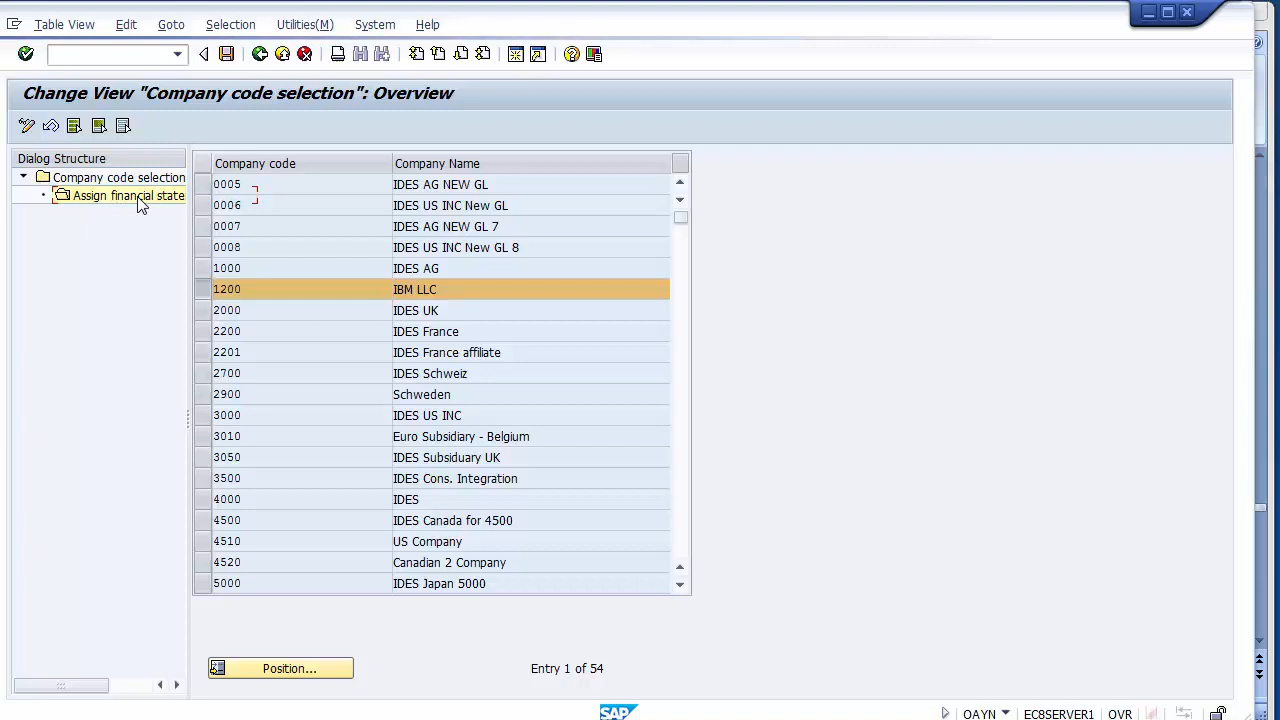 Table View Edit Goto Selection Utilities(M) System Help
Change View "Company code selection": Overview
Dialog Structure
Company code selection
Assign financial state
Company code Company Name
0005 IDES AG NEW GL
0006 IDES US INC New GL
0007 IDES AG NEW GL 7
0008 IDES US INC New GL 8
1000 IDES AG
1200 IBM LLC
2000 IDES UK
2200 IDES France
2201 IDES France affiliate
2700 IDES Schweiz
2900 Schweden
3000 IDES US INC
3010 Euro Subsidiary - Belgium
3050 IDES Subsiduary UK
3500 IDES Cons. Integration
4000 IDES
4500 IDES Canada for 4500
4510 US Company
4520 Canadian 2 Company
5000 IDES Japan 5000
Position... Entry 1 of 54
SAP OAYN EC8SERVER1 OVR